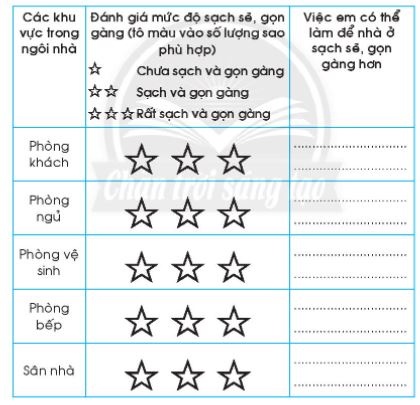 Các khu
vực trong
ngôi nhà
Đánh giá mức độ sạch sẽ, gọn
gàng (tô màu vào số lượng sao
phù hợp)
☆ Chưa sạch và gọn gàng
☆☆ Sạch và gọn gàng
☆☆☆ Rất sạch và gọn gàng
Việc em có thể
làm để nhà ở
sạch sẽ, gọn
gàng hơn
Phòng
khách
☆ ☆ ☆
Phòng
ngủ
☆ ☆ ☆
Phòng vệ
sinh
☆ ☆ ☆
Phòng
bếp
☆ ☆ ☆
Sân nhà
☆ ☆ ☆
Chân trời sáng tạo